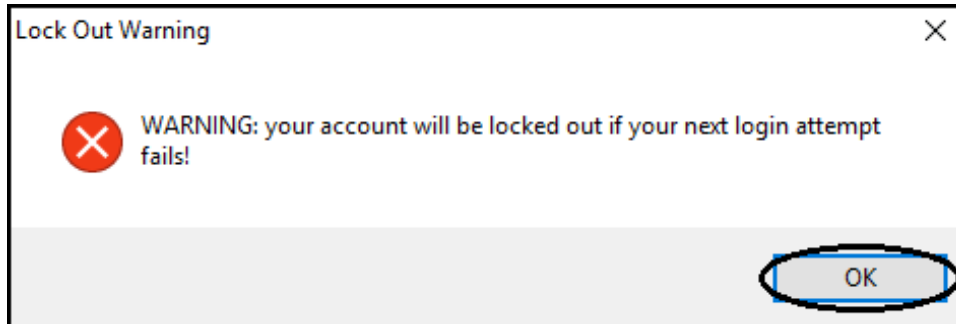 Lock Out Warning
WARNING: your account will be locked out if your next login attempt
fails!
OK